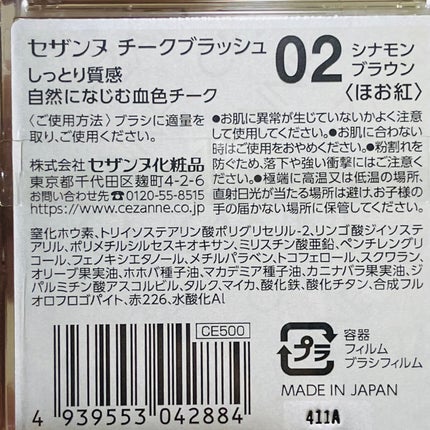 セザンヌ チークブラッシュ
しっとり質感
自然になじむ血色チーク
02
シナモン
ブラウン
〈ほお紅〉
〈ご使用方法〉ブラシに適量を
取り、ご使用ください。
株式会社 セザンヌ化粧品
東京都千代田区麹町4-2-6
お問い合せ先☎0120-55-8515
https://www.cezanne.co.jp
●お肌に異常が生じていないかよく注意
して使用してください。●お肌に合わない
時はご使用をおやめください。●粉割れを
防ぐため、落下や強い衝撃にはご注意くだ
さい。●極端に高温又は低温の場所、
直射日光が当たる場所は避け、お子様の
手の届かない場所に保管してください。
窒化ホウ素、トリイソステアリン酸ポリグリセリル-2、リンゴ酸ジイソステ
アリル、ポリメチルシルセスキオキサン、ミリスチン酸亜鉛、ペンチレングリ
コール、フェノキシエタノール、メチルパラベン、トコフェロール、スクワラン、
オリーブ果実油、ホホバ種子油、マカデミア種子油、カニナバラ果実油、ジ
パルミチン酸アスコルビル、タルク、マイカ、酸化鉄、酸化チタン、合成フル
オロフロゴパイト、赤226、水酸化Al
CE500
4 939553 042884
プラ
容器
フィルム
ブラシフィルム
MADE IN JAPAN
411A